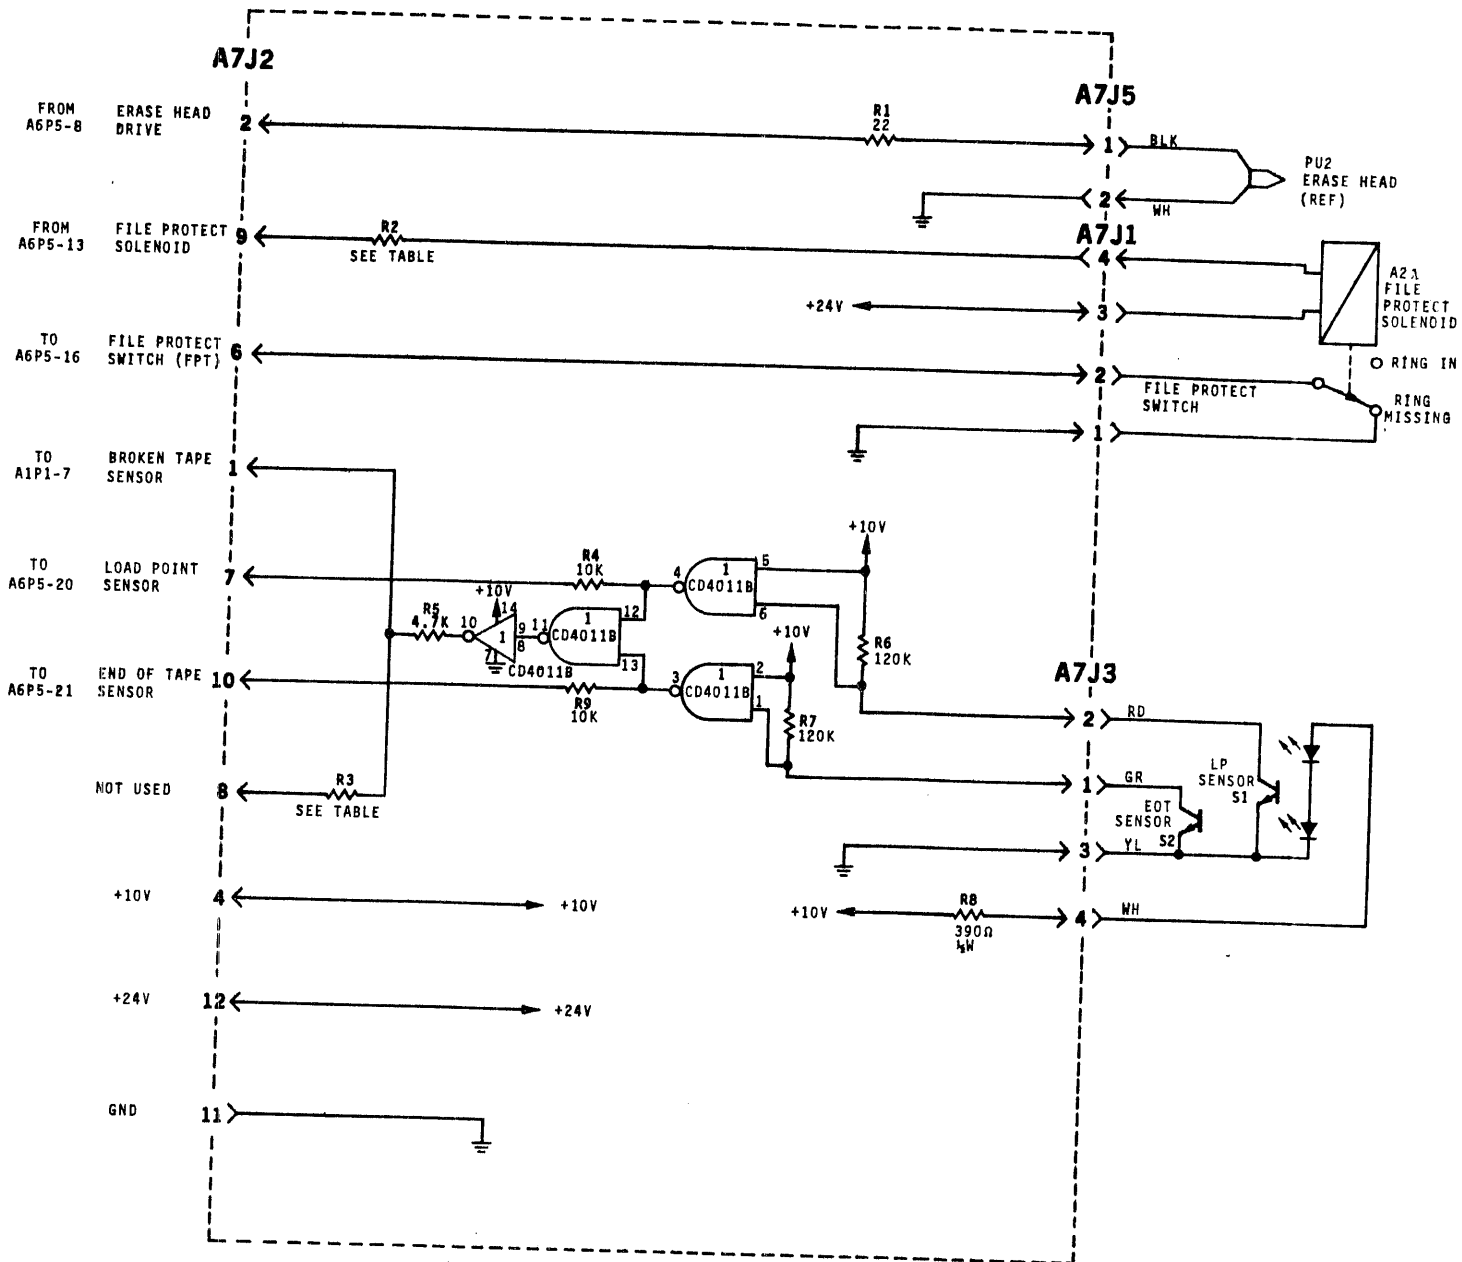 A7J2
A7J5
FROM
A6P5-8
ERASE HEAD
DRIVE
2
R1
22
1
BLK
PU2
ERASE HEAD
(REF)
2
WH
FROM
A6P5-13
FILE PROTECT
SOLENOID
9
R2
SEE TABLE
A7J1
4
FILE
PROTECT
SOLENOID
+24V
3
TO
A6P5-16
FILE PROTECT
SWITCH (FPT)
6
2
FILE PROTECT
SWITCH
RING IN
RING
MISSING
1
TO
A1P1-7
BROKEN TAPE
SENSOR
1
+10V
TO
A6P5-20
LOAD POINT
SENSOR
7
R4
10K
4
1
CD4011B
5
6
+10V
14
R5
4.7K
10
1
9
8
7
CD4011B
11
1
CD4011B
12
13
+10V
R6
120K
TO
A6P5-21
END OF TAPE
SENSOR
10
R9
10K
3
1
CD4011B
2
1
R7
120K
A7J3
2
RD
NOT USED
8
R3
SEE TABLE
1
GR
LP
SENSOR
S1
EOT
SENSOR
S2
3
YL
+10V
4
+10V
+10V
R8
390Ω
½W
4
WH
+24V
12
+24V
GND
11